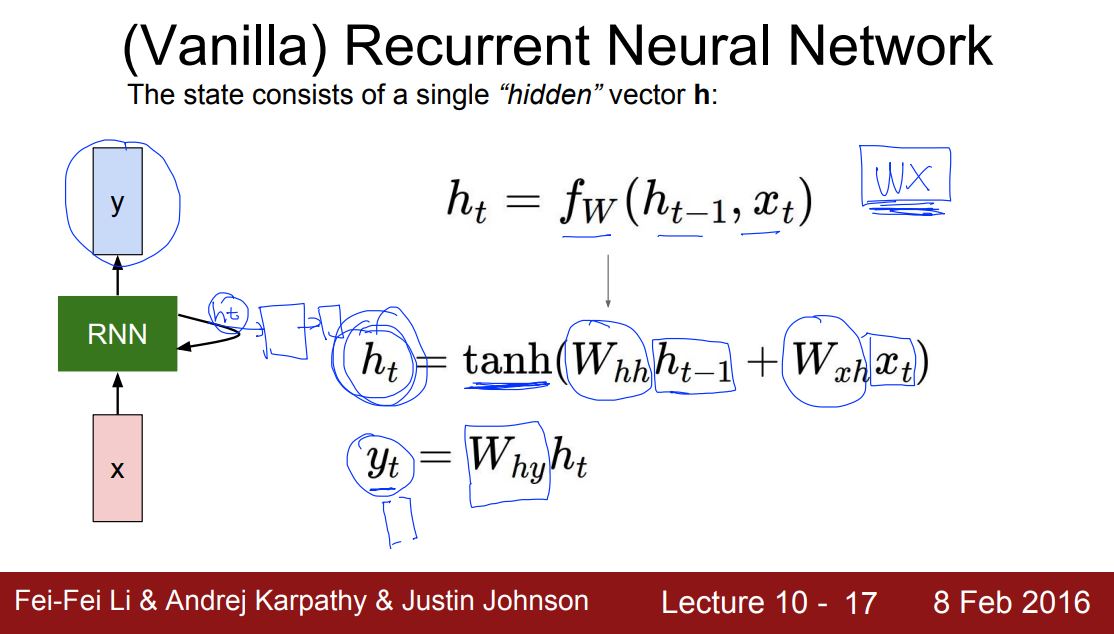 (Vanilla) Recurrent Neural Network
The state consists of a single “hidden” vector h:
y
WX
h_t = f_W(h_{t-1}, x_t)
RNN
ht
h_t = tanh(W_{hh}h_{t-1} + W_{xh}x_t)
y_t = W_{hy}h_t
x
Fei-Fei Li & Andrej Karpathy & Justin Johnson
Lecture 10 - 17
8 Feb 2016